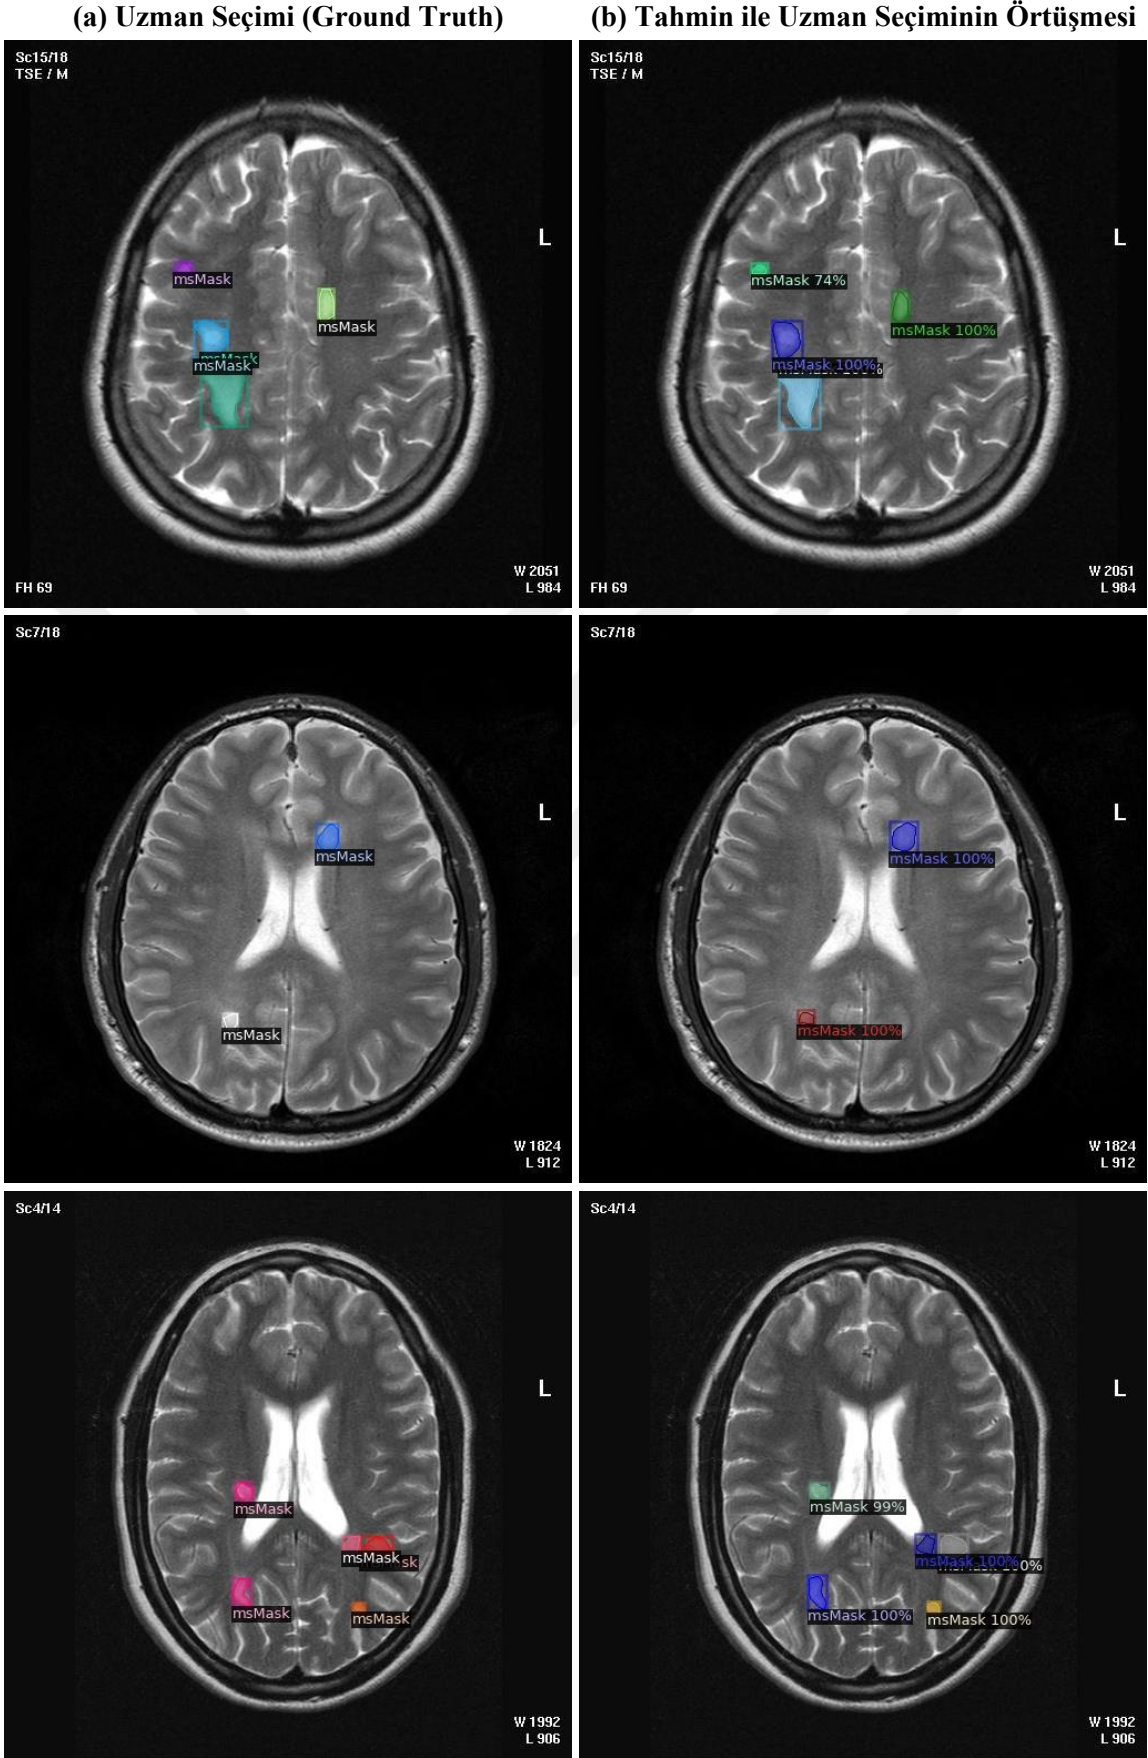 (a) Uzman Seçimi (Ground Truth)
(b) Tahmin ile Uzman Seçiminin Örtüşmesi
Sc15/18
TSE / M
L
msMask
msMask
msMask
msMask
W 2051
L 984
FH 69
Sc15/18
TSE / M
L
msMask 74%
msMask 100%
msMask 100%
W 2051
L 984
FH 69
Sc7/18
L
msMask
msMask
W 1824
L 912
Sc7/18
L
msMask 100%
msMask 100%
W 1824
L 912
Sc4/14
L
msMask
msMask
sk
msMask
msMask
W 1992
L 906
Sc4/14
L
msMask 99%
msMask 100%
msMask 100%
msMask 100%
W 1992
L 906